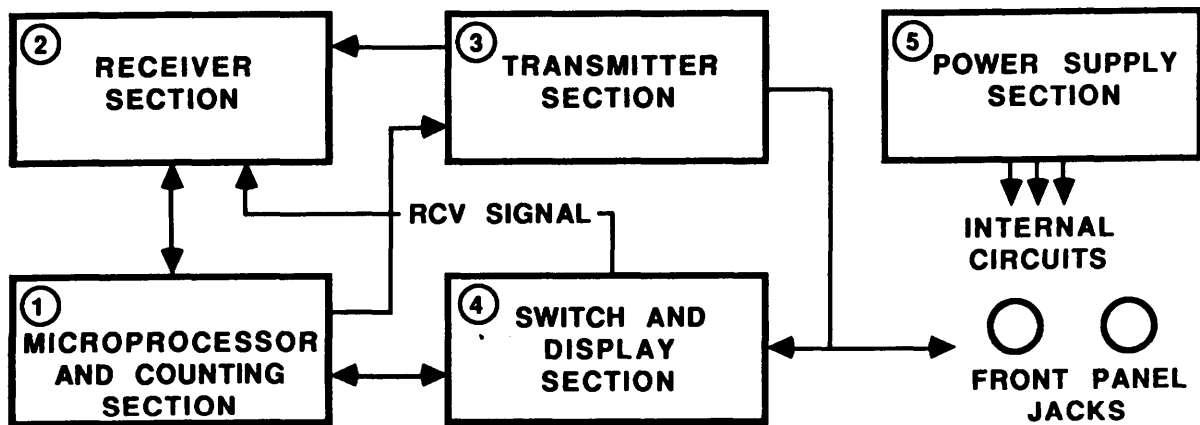 2
RECEIVER
SECTION
3
TRANSMITTER
SECTION
5
POWER SUPPLY
SECTION
RCV SIGNAL
INTERNAL
CIRCUITS
1
MICROPROCESSOR
AND COUNTING
SECTION
4
SWITCH AND
DISPLAY
SECTION
FRONT PANEL
JACKS